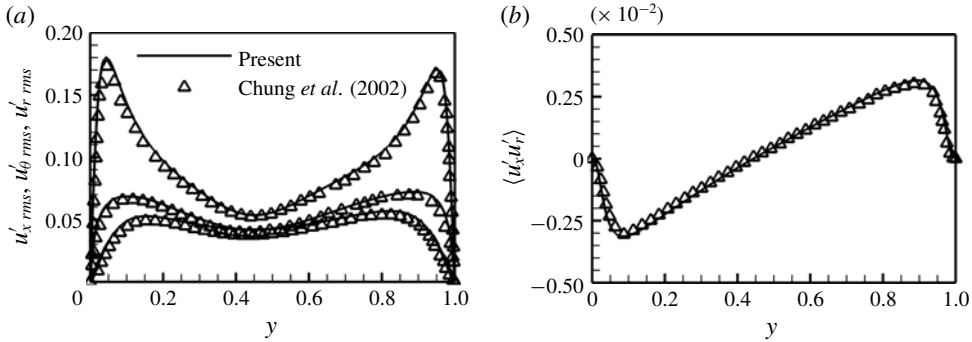 (a)
0.20
0.15
0.10
0.05
0
0.2
0.4
0.6
0.8
1.0
y
u′x rms, u′θ rms, u′r rms
Present
Chung et al. (2002)
(b)
(× 10−2)
0.50
0.25
0
−0.25
−0.50
0
0.2
0.4
0.6
0.8
1.0
y
⟨u′xu′r⟩